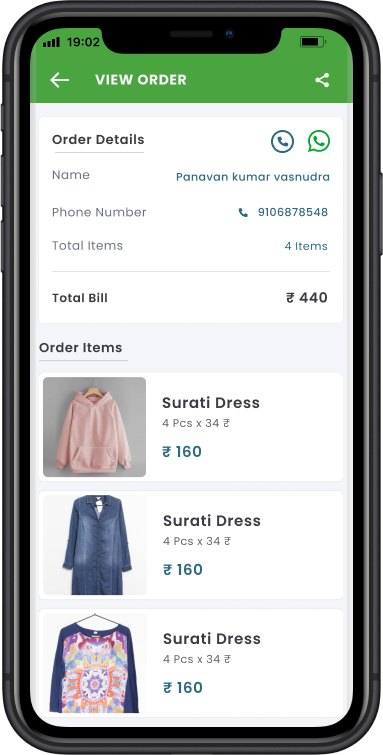 19:02
VIEW ORDER
Order Details
Name Panavan kumar vasnudra
Phone Number 9106878548
Total Items 4 Items
Total Bill ₹ 440
Order Items
Surati Dress
4 Pcs x 34 ₹
₹ 160
Surati Dress
4 Pcs x 34 ₹
₹ 160
Surati Dress
4 Pcs x 34 ₹
₹ 160